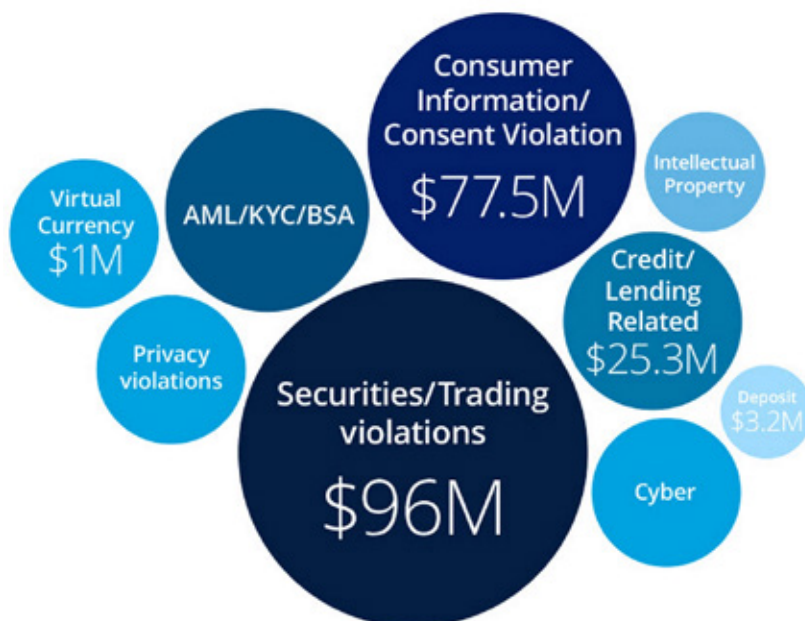 Consumer
Information/
Consent Violation
$77.5M
Intellectual
Property
Virtual
Currency
$1M
AML/KYC/BSA
Credit/
Lending
Related
$25.3M
Privacy
violations
Securities/Trading
violations
$96M
Deposit
$3.2M
Cyber